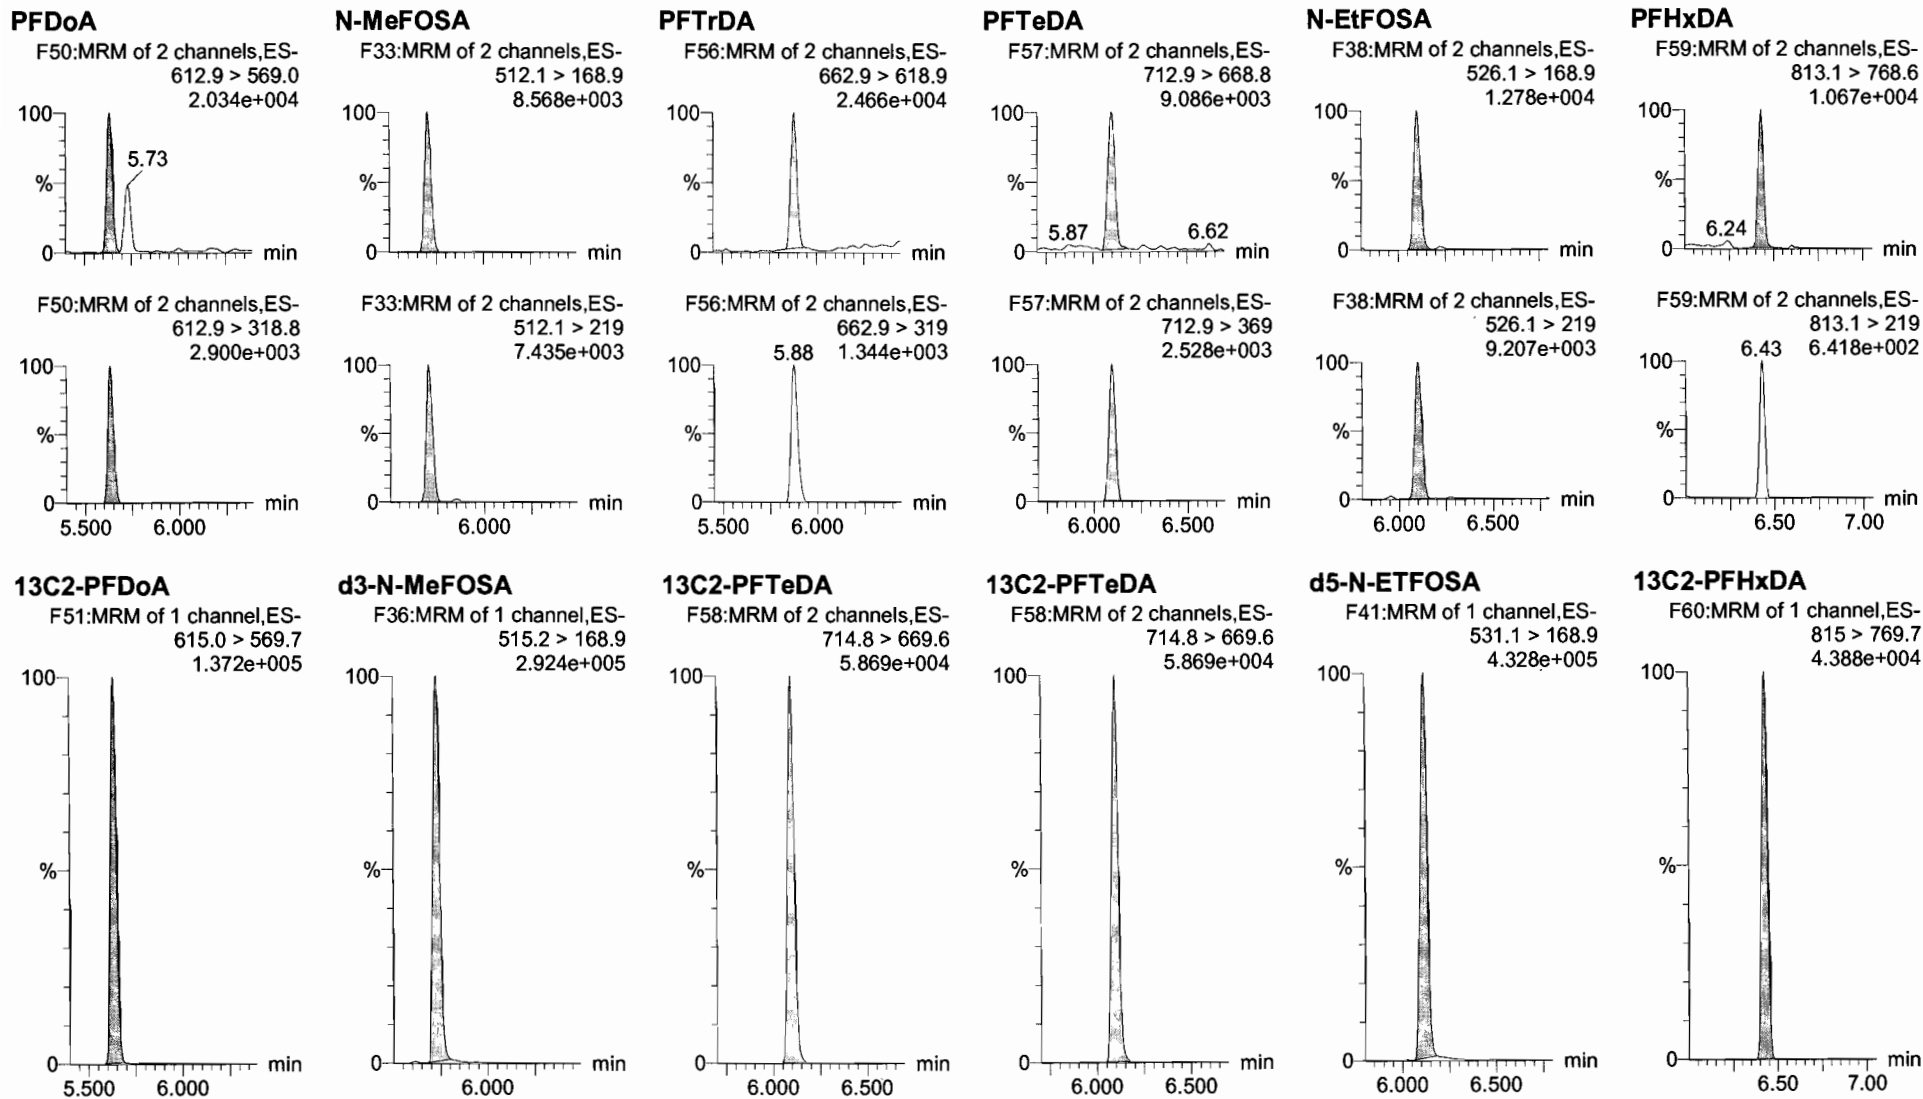 PFDoA
F50:MRM of 2 channels,ES-
612.9 > 569.0
2.034e+004
100
5.73
%
0
min
F50:MRM of 2 channels,ES-
612.9 > 318.8
2.900e+003
100
%
0
min
5.500 6.000
N-MeFOSA
F33:MRM of 2 channels,ES-
512.1 > 168.9
8.568e+003
100
%
0
min
F33:MRM of 2 channels,ES-
512.1 > 219
7.435e+003
100
%
0
min
6.000
PFTrDA
F56:MRM of 2 channels,ES-
662.9 > 618.9
2.466e+004
100
%
0
min
F56:MRM of 2 channels,ES-
662.9 > 319
5.88 1.344e+003
100
%
0
min
5.500 6.000
PFTeDA
F57:MRM of 2 channels,ES-
712.9 > 668.8
9.086e+003
100
%
5.87 6.62
0
min
F57:MRM of 2 channels,ES-
712.9 > 369
2.528e+003
100
%
0
min
6.000 6.500
N-EtFOSA
F38:MRM of 2 channels,ES-
526.1 > 168.9
1.278e+004
100
%
0
min
F38:MRM of 2 channels,ES-
526.1 > 219
9.207e+003
100
%
0
min
6.000 6.500
PFHxDA
F59:MRM of 2 channels,ES-
813.1 > 768.6
1.067e+004
100
%
6.24
0
min
F59:MRM of 2 channels,ES-
813.1 > 219
6.43 6.418e+002
100
%
0
min
6.50 7.00
13C2-PFDoA
F51:MRM of 1 channel,ES-
615.0 > 569.7
1.372e+005
100
%
0
min
5.500 6.000
d3-N-MeFOSA
F36:MRM of 1 channel,ES-
515.2 > 168.9
2.924e+005
100
%
0
min
6.000
13C2-PFTeDA
F58:MRM of 2 channels,ES-
714.8 > 669.6
5.869e+004
100
%
0
min
6.000 6.500
13C2-PFTeDA
F58:MRM of 2 channels,ES-
714.8 > 669.6
5.869e+004
100
%
0
min
6.000 6.500
d5-N-ETFOSA
F41:MRM of 1 channel,ES-
531.1 > 168.9
4.328e+005
100
%
0
min
6.000 6.500
13C2-PFHxDA
F60:MRM of 1 channel,ES-
815 > 769.7
4.388e+004
100
%
0
min
6.50 7.00